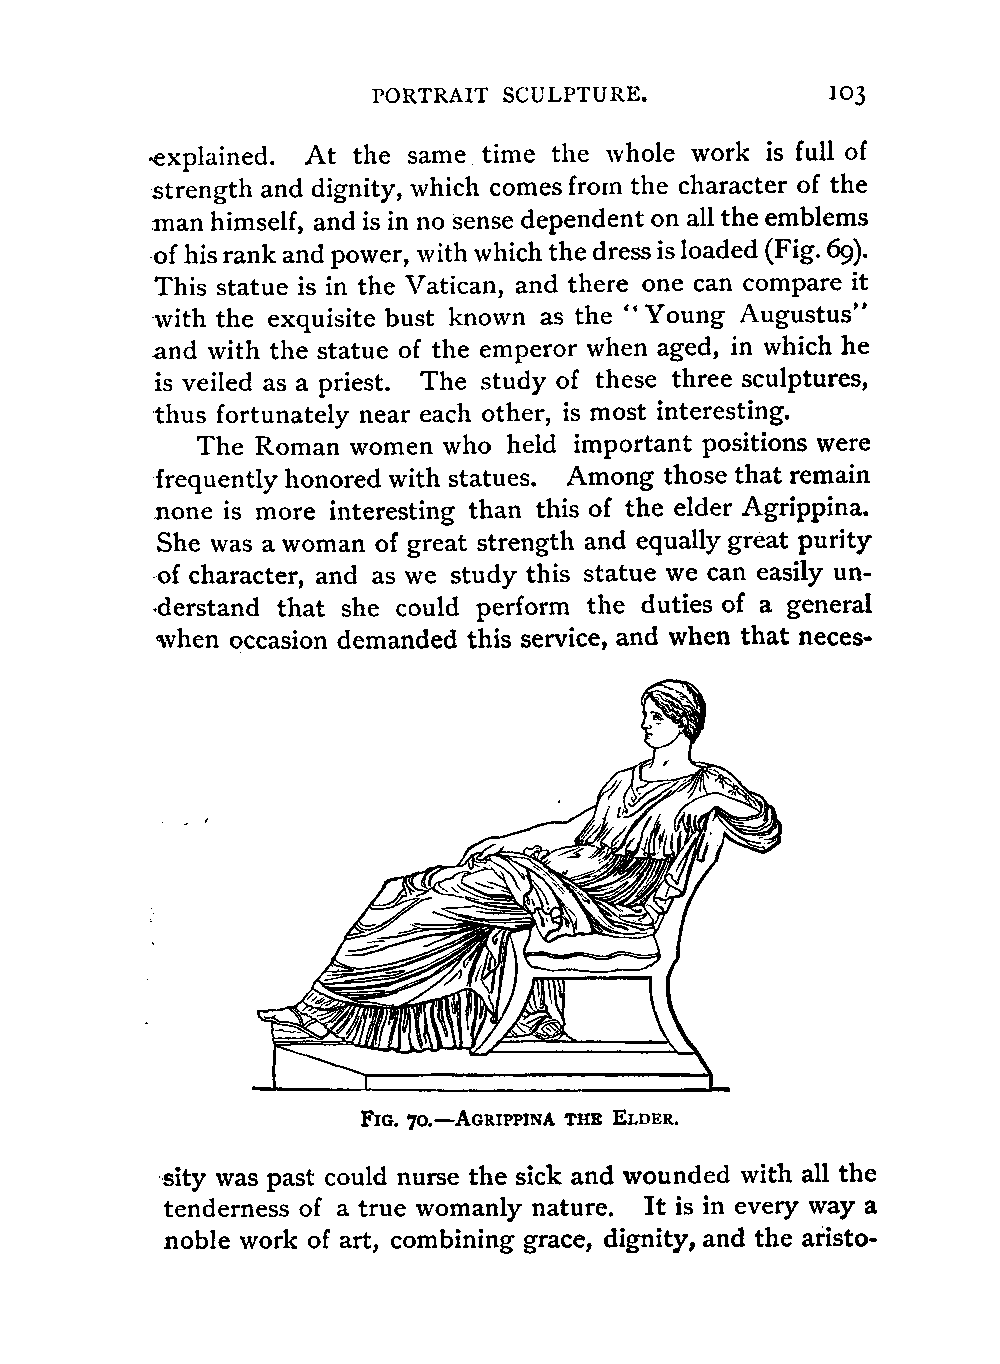 PORTRAIT SCULPTURE. 103
explained. At the same time the whole work is full of
strength and dignity, which comes from the character of the
man himself, and is in no sense dependent on all the emblems
of his rank and power, with which the dress is loaded (Fig. 69).
This statue is in the Vatican, and there one can compare it
with the exquisite bust known as the “Young Augustus”
and with the statue of the emperor when aged, in which he
is veiled as a priest. The study of these three sculptures,
thus fortunately near each other, is most interesting.
The Roman women who held important positions were
frequently honored with statues. Among those that remain
none is more interesting than this of the elder Agrippina.
She was a woman of great strength and equally great purity
of character, and as we study this statue we can easily un-
derstand that she could perform the duties of a general
when occasion demanded this service, and when that neces-
FIG. 70.—AGRIPPINA THE ELDER.
sity was past could nurse the sick and wounded with all the
tenderness of a true womanly nature. It is in every way a
noble work of art, combining grace, dignity, and the aristo-